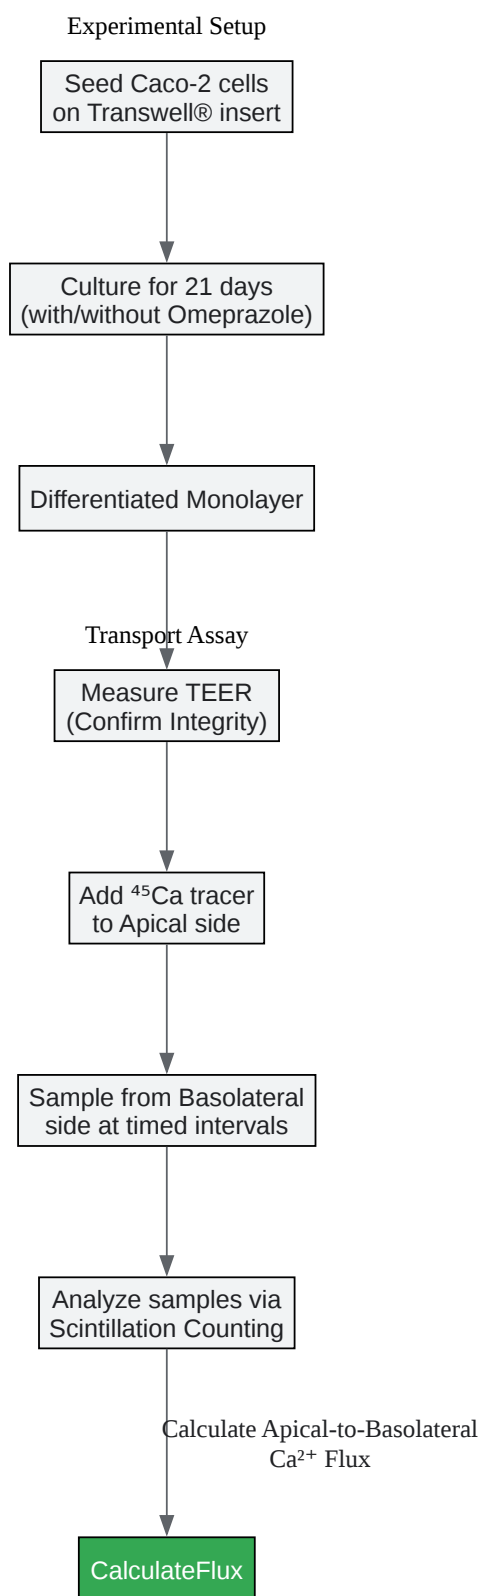 Experimental Setup
Seed Caco-2 cells
on Transwell® insert
Culture for 21 days
(with/without Omeprazole)
Differentiated Monolayer
Transport Assay
Measure TEER
(Confirm Integrity)
Add ⁴⁵Ca tracer
to Apical side
Sample from Basolateral
side at timed intervals
Analyze samples via
Scintillation Counting
Calculate Apical-to-Basolateral
Ca²⁺ Flux
CalculateFlux